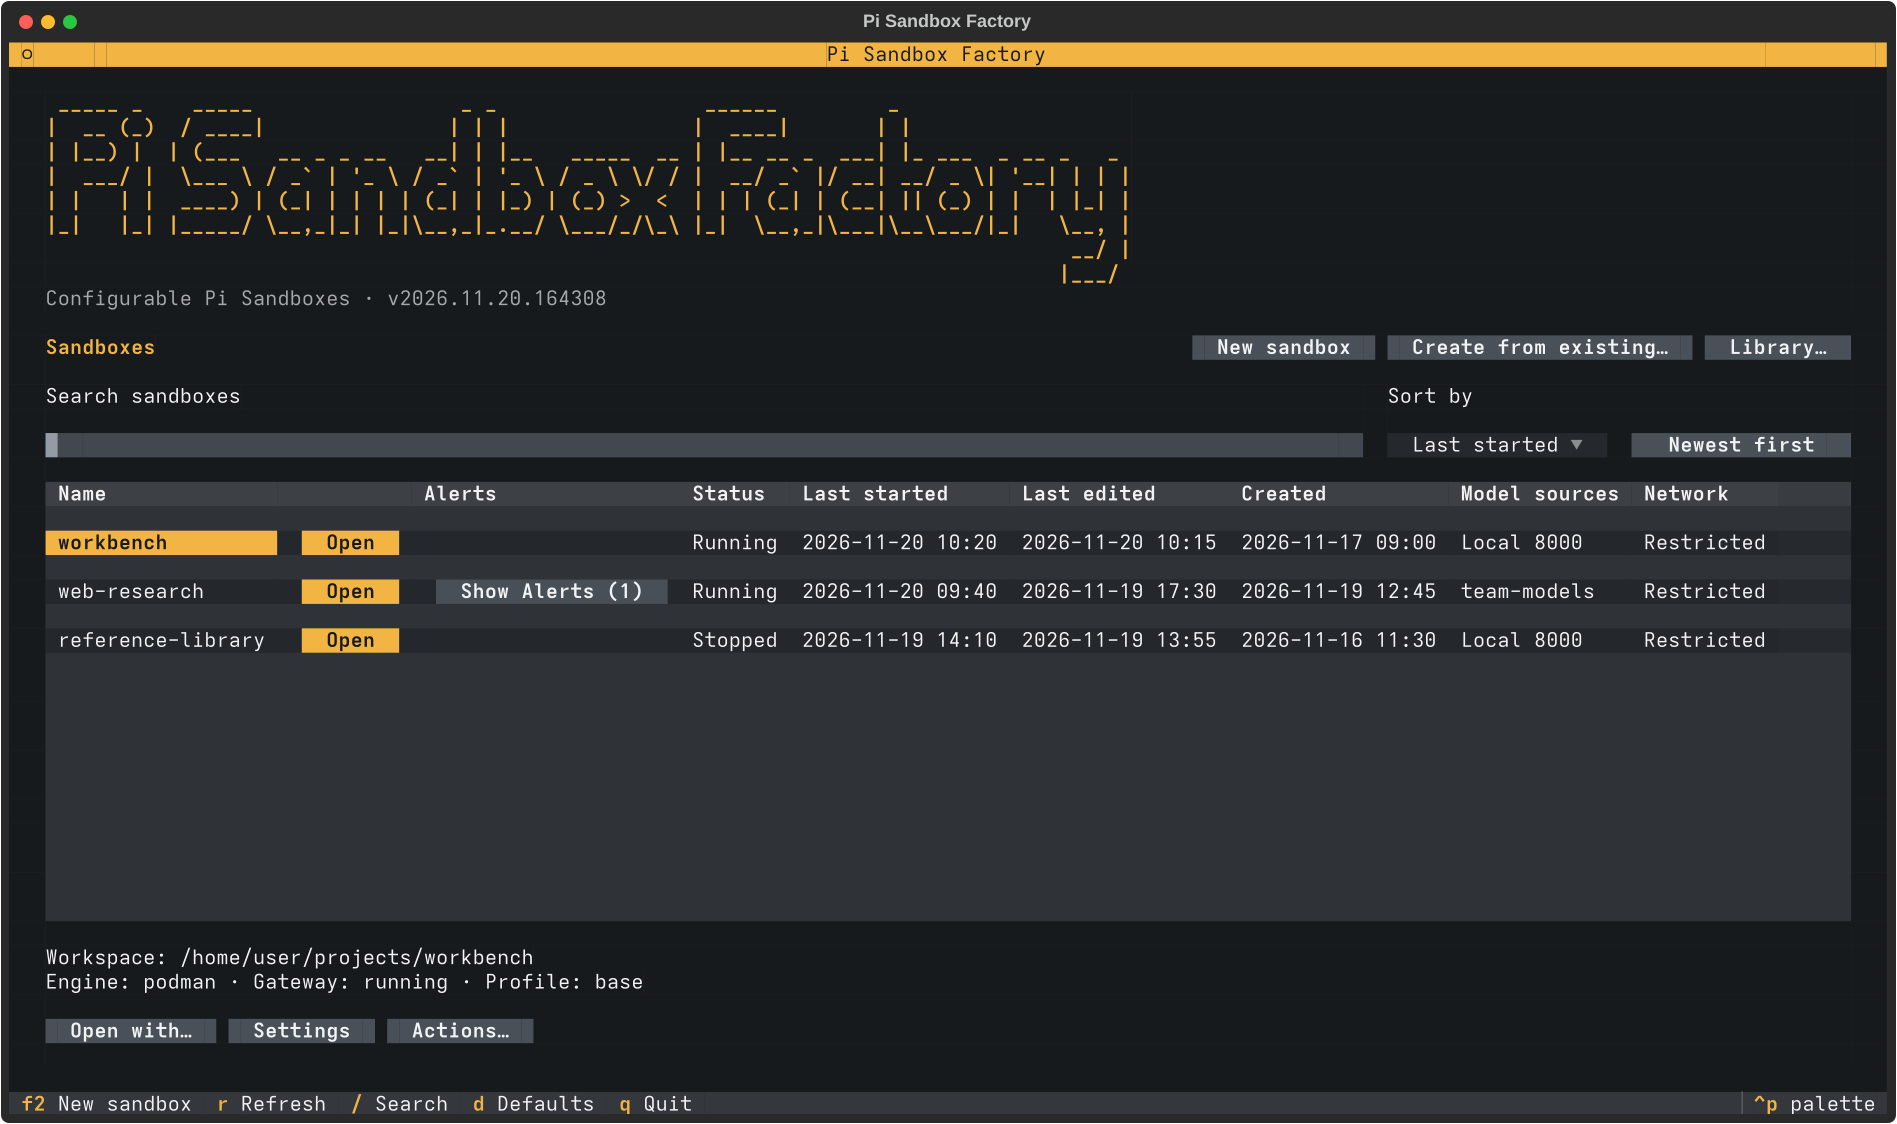 Pi Sandbox Factory
Pi Sandbox Factory
Pi Sandbox Factory
Configurable Pi Sandboxes · v2026.11.20.164308
Sandboxes New sandbox Create from existing… Library…
Search sandboxes Sort by
Last started ▼ Newest first
Name Alerts Status Last started Last edited Created Model sources Network
workbench Open Running 2026-11-20 10:20 2026-11-20 10:15 2026-11-17 09:00 Local 8000 Restricted
web-research Open Show Alerts (1) Running 2026-11-20 09:40 2026-11-19 17:30 2026-11-19 12:45 team-models Restricted
reference-library Open Stopped 2026-11-19 14:10 2026-11-19 13:55 2026-11-16 11:30 Local 8000 Restricted
Workspace: /home/user/projects/workbench
Engine: podman · Gateway: running · Profile: base
Open with… Settings Actions…
f2 New sandbox r Refresh / Search d Defaults q Quit ^p palette